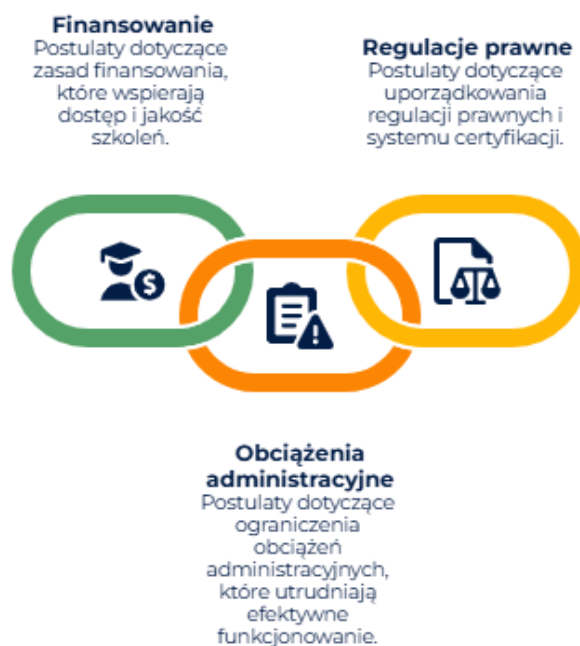 Finansowanie
Postulaty dotyczące
zasad finansowania,
które wspierają
dostęp i jakość
szkoleń.
Regulacje prawne
Postulaty dotyczące
uporządkowania
regulacji prawnych i
systemu certyfikacji.
$
Obciążenia
administracyjne
Postulaty dotyczące
ograniczenia
obciążeń
administracyjnych,
które utrudniają
efektywne
funkcjonowanie.